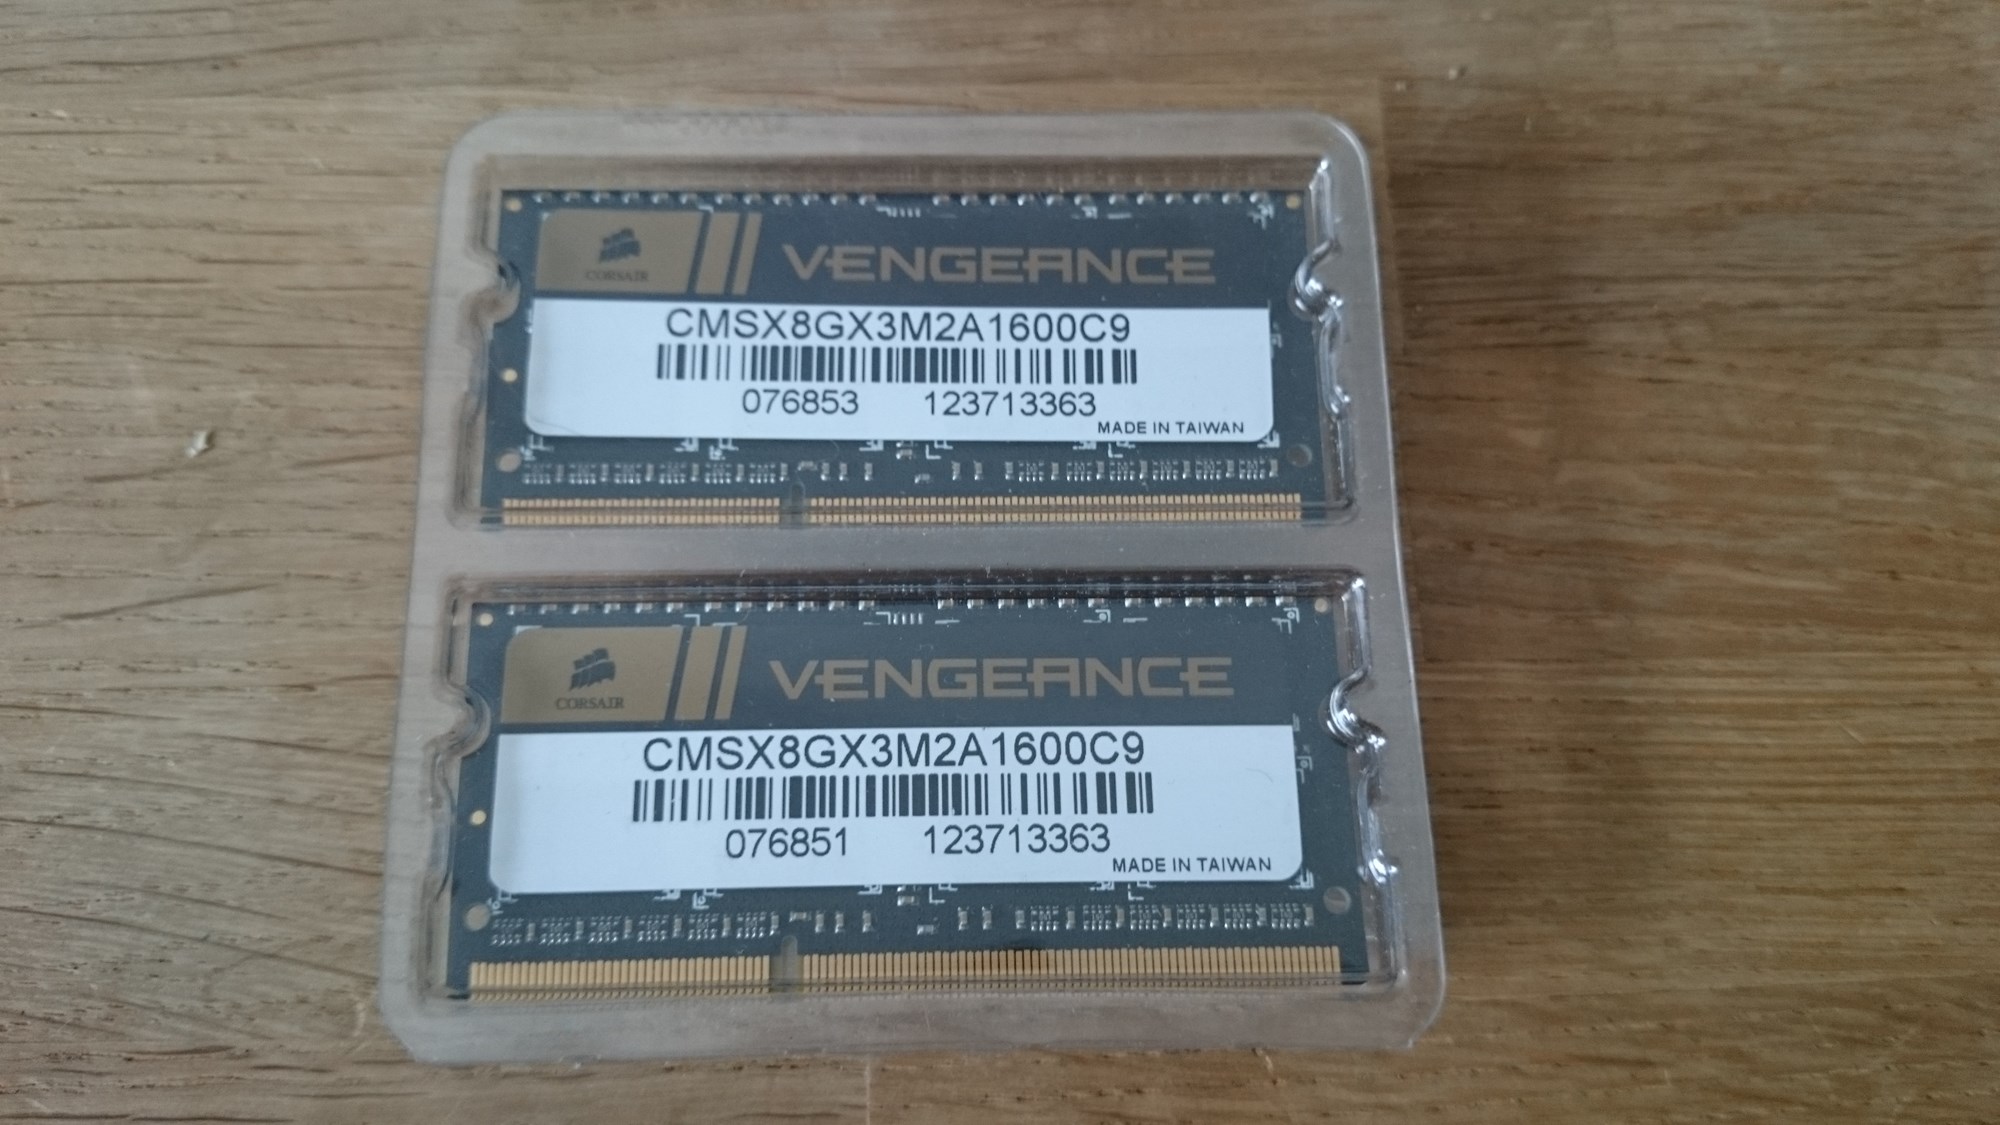 CORSAIR
VENGEANCE
CMSX8GX3M2A1600C9
076853 123713363
MADE IN TAIWAN
CORSAIR
VENGEANCE
CMSX8GX3M2A1600C9
076851 123713363
MADE IN TAIWAN